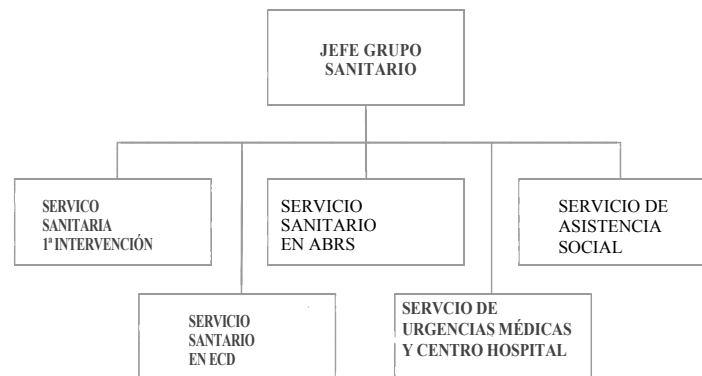 JEFE GRUPO
SANITARIO
SERVICO
SANITARIA
1ª INTERVENCIÓN
SERVICIO
SANITARIO
EN ABRS
SERVICIO DE
ASISTENCIA
SOCIAL
SERVICIO
SANTARIO
EN ECD
SERVCIO DE
URGENCIAS MÉDICAS
Y CENTRO HOSPITAL